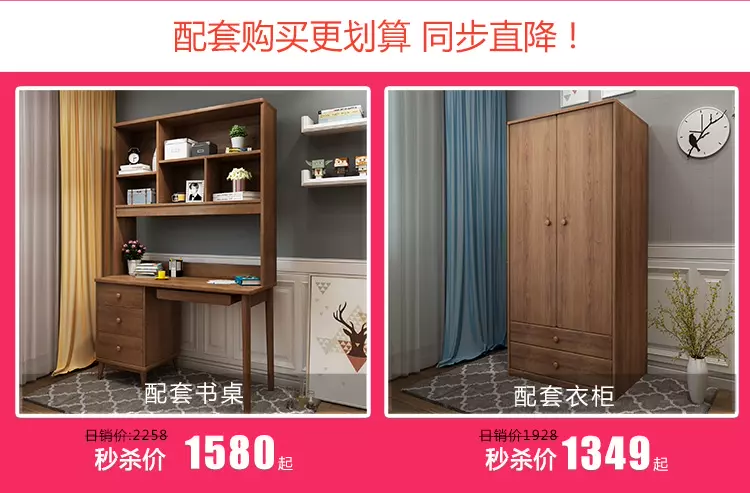 配套购买更划算 同步直降！
配套书桌
配套衣柜
日销价:2258
秒杀价 1580起
日销价1928
秒杀价 1349起